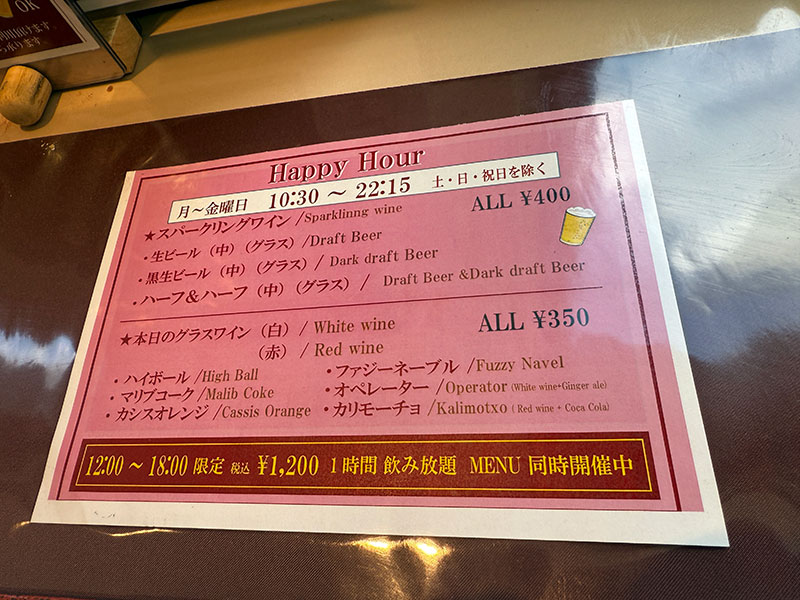 OK
Happy Hour
月～金曜日 10:30 ～ 22:15 土・日・祝日を除く
★スパークリングワイン /Sparklinng wine ALL ¥400
・生ビール（中）（グラス）/Draft Beer
・黒生ビール（中）（グラス）/ Dark draft Beer
・ハーフ＆ハーフ（中）（グラス）/ Draft Beer &Dark draft Beer
★本日のグラスワイン（白）/ White wine ALL ¥350
（赤）/ Red wine
・ハイボール /High Ball ・ファジーネーブル /Fuzzy Navel
・マリブコーク /Malib Coke ・オペレーター /Operator (White wine+Ginger ale)
・カシスオレンジ /Cassis Orange ・カリモーチョ /Kalimotxo ( Red wine + Coca Cola)
12:00 ～ 18:00 限定 税込 ¥1,200 1時間 飲み放題 MENU 同時開催中